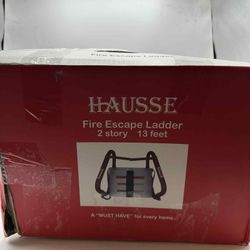 HAUSSE
Fire Escape Ladder
2 story 13 feet
A "MUST HAVE" for every home